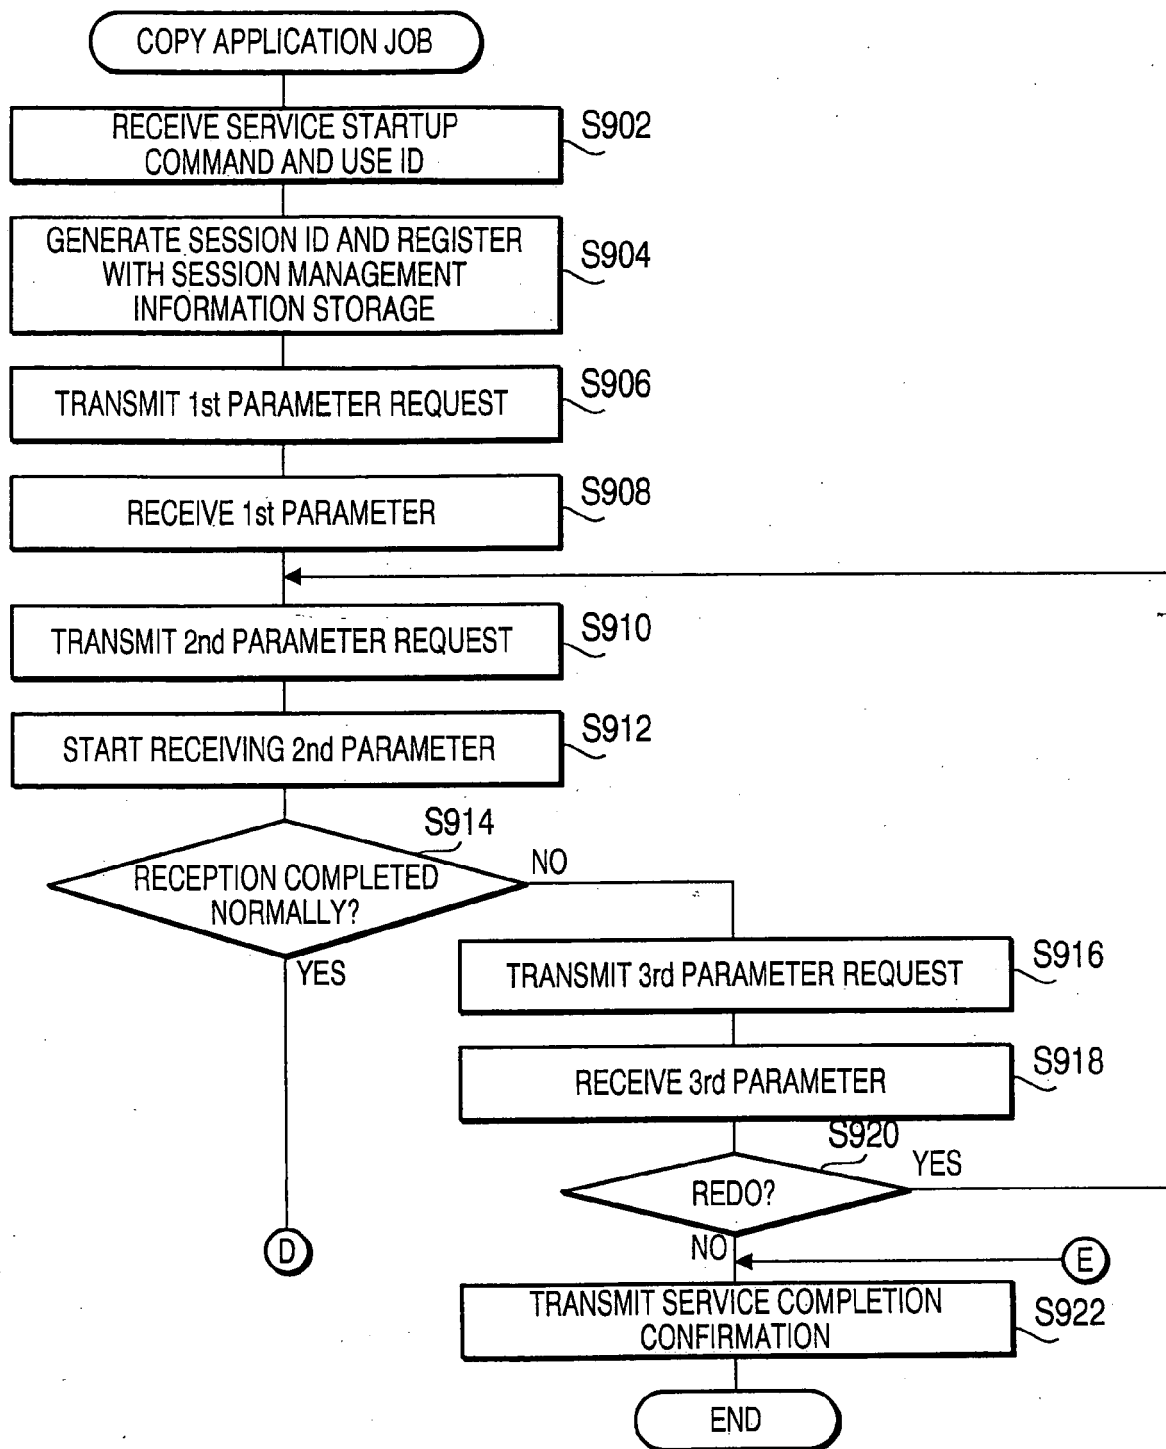 COPY APPLICATION JOB
RECEIVE SERVICE STARTUP
COMMAND AND USE ID
S902
GENERATE SESSION ID AND REGISTER
WITH SESSION MANAGEMENT
INFORMATION STORAGE
S904
TRANSMIT 1st PARAMETER REQUEST
S906
RECEIVE 1st PARAMETER
S908
TRANSMIT 2nd PARAMETER REQUEST
S910
START RECEIVING 2nd PARAMETER
S912
S914
RECEPTION COMPLETED
NORMALLY?
NO
YES
TRANSMIT 3rd PARAMETER REQUEST
S916
RECEIVE 3rd PARAMETER
S918
S920
REDO?
YES
NO
D
E
TRANSMIT SERVICE COMPLETION
CONFIRMATION
S922
END